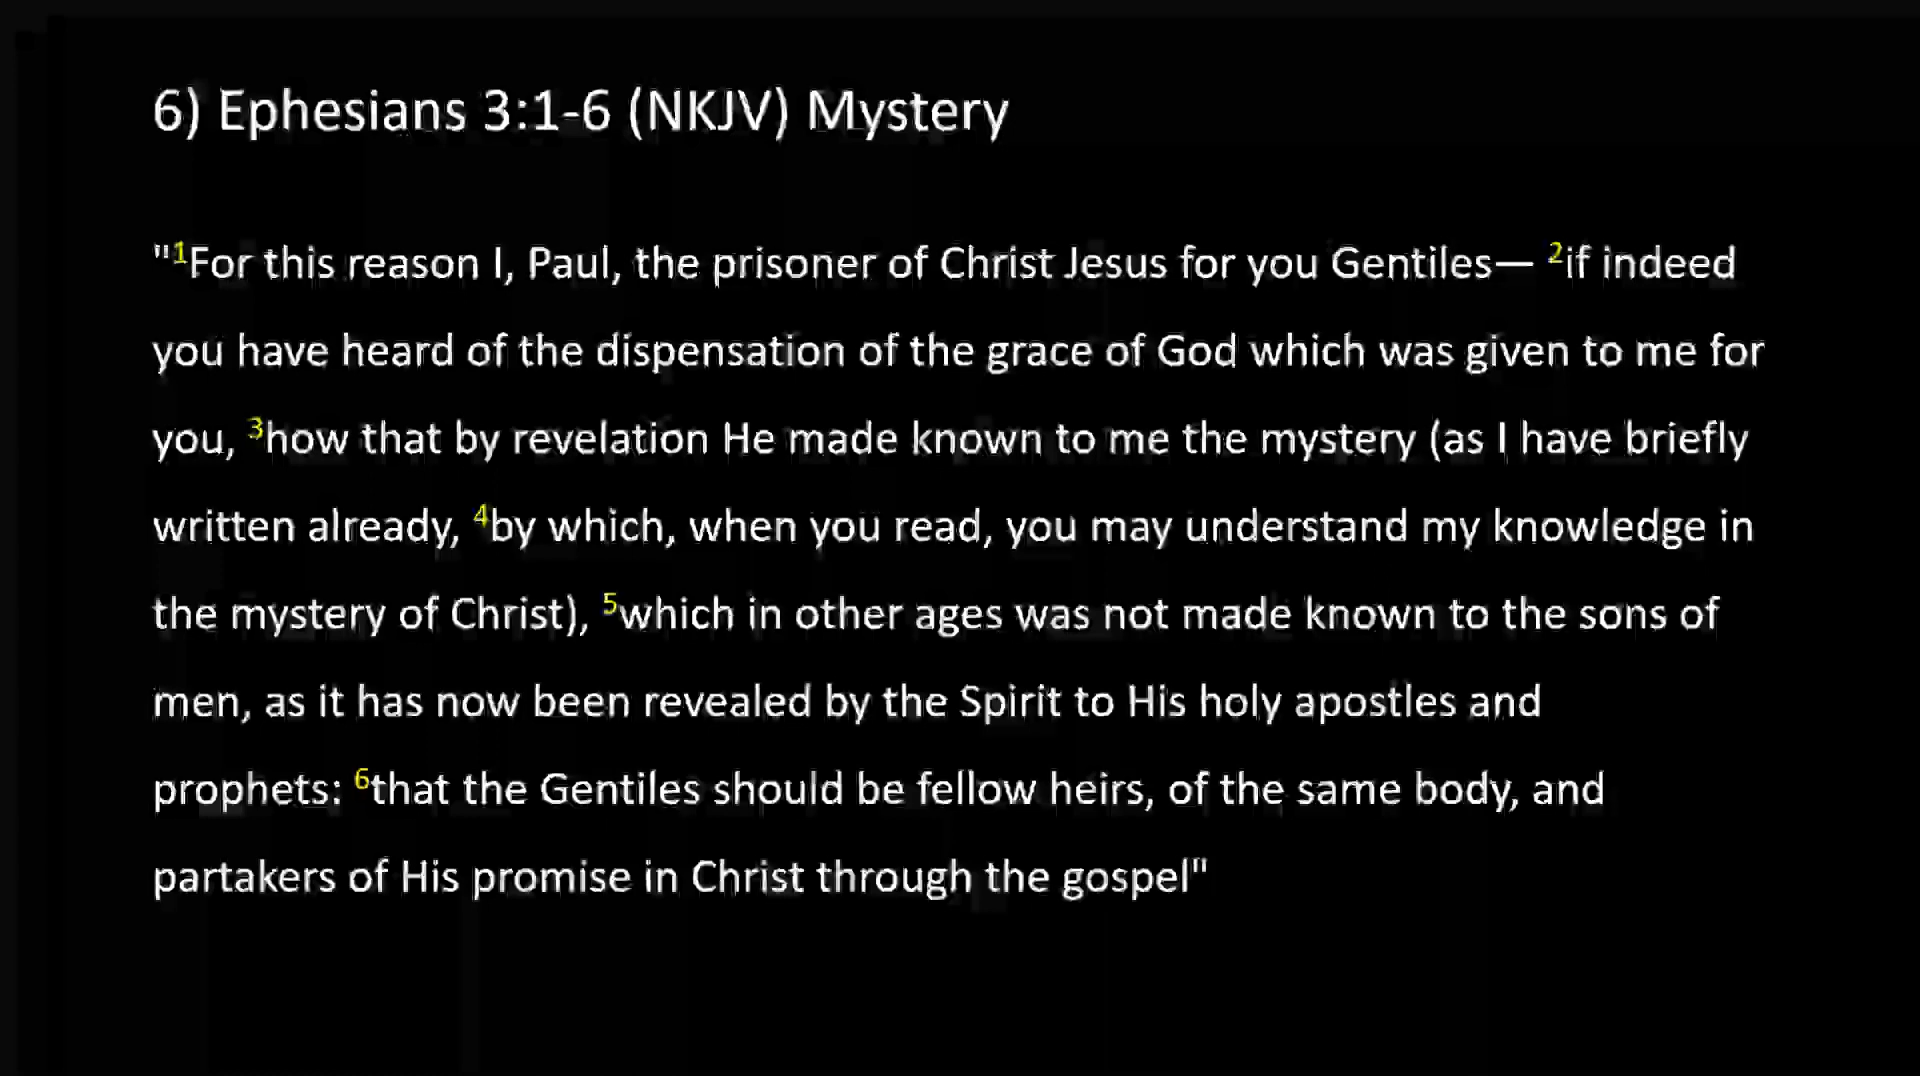 6) Ephesians 3:1-6 (NKJV) Mystery
"1For this reason I, Paul, the prisoner of Christ Jesus for you Gentiles— 2if indeed
you have heard of the dispensation of the grace of God which was given to me for
you, 3how that by revelation He made known to me the mystery (as I have briefly
written already, 4by which, when you read, you may understand my knowledge in
the mystery of Christ), 5which in other ages was not made known to the sons of
men, as it has now been revealed by the Spirit to His holy apostles and
prophets: 6that the Gentiles should be fellow heirs, of the same body, and
partakers of His promise in Christ through the gospel"